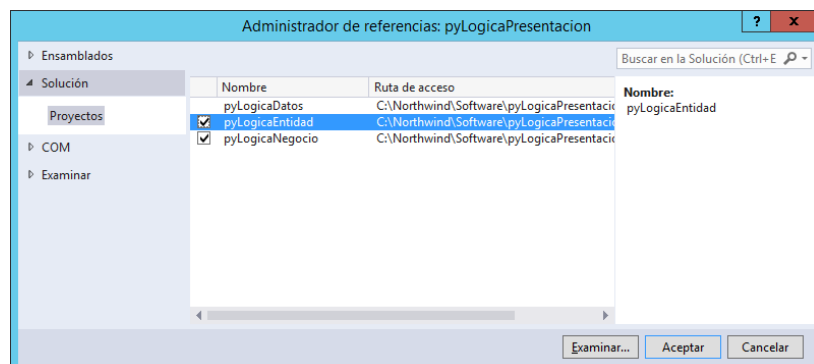 Administrador de referencias: pyLogicaPresentacion
? x
Ensamblados
Solución
Proyectos
COM
Examinar
Nombre Ruta de acceso
pyLogicaDatos C:\Northwind\Software\pyLogicaPresentacio
pyLogicaEntidad C:\Northwind\Software\pyLogicaPresentacio
pyLogicaNegocio C:\Northwind\Software\pyLogicaPresentacio
Buscar en la Solución (Ctrl+E
Nombre:
pyLogicaEntidad
Examinar... Aceptar Cancelar